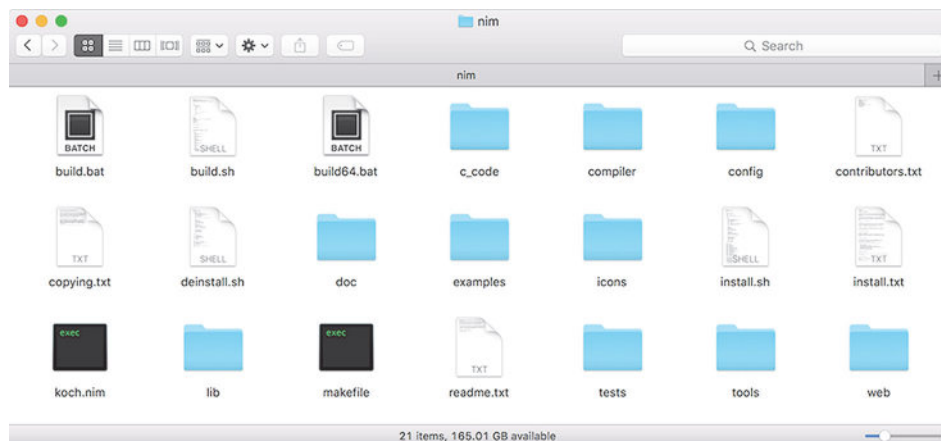 nim
Search
nim
BATCH SHELL BATCH TXT
build.bat build.sh build64.bat c_code compiler config contributors.txt
TXT SHELL SHELL TXT
copying.txt deinstall.sh doc examples icons install.sh install.txt
exec exec TXT
koch.nim lib makefile readme.txt tests tools web
21 items, 165.01 GB available